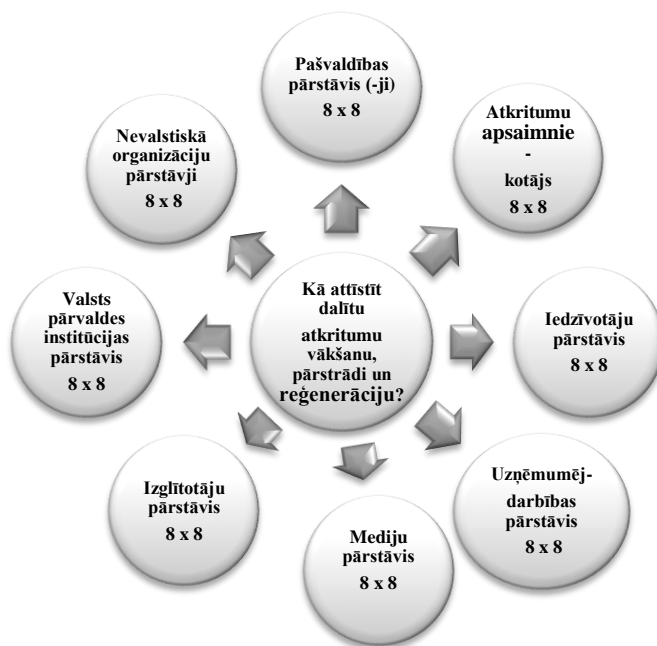 Pašvaldības
pārstāvis (-ji)
8 x 8
Atkritumu
apsaimnie
-
kotājs
8 x 8
Iedzīvotāju
pārstāvis
8 x 8
Uzņēmumēj-
darbības
pārstāvis
8 x 8
Mediju
pārstāvis
8 x 8
Izglītotāju
pārstāvis
8 x 8
Valsts
pārvaldes
institūcijas
pārstāvis
8 x 8
Nevalstiskā
organizāciju
pārstāvji
8 x 8
Kā attīstīt
dalītu
atkritumu
vākšanu,
pārstrādi un
reģenerāciju?